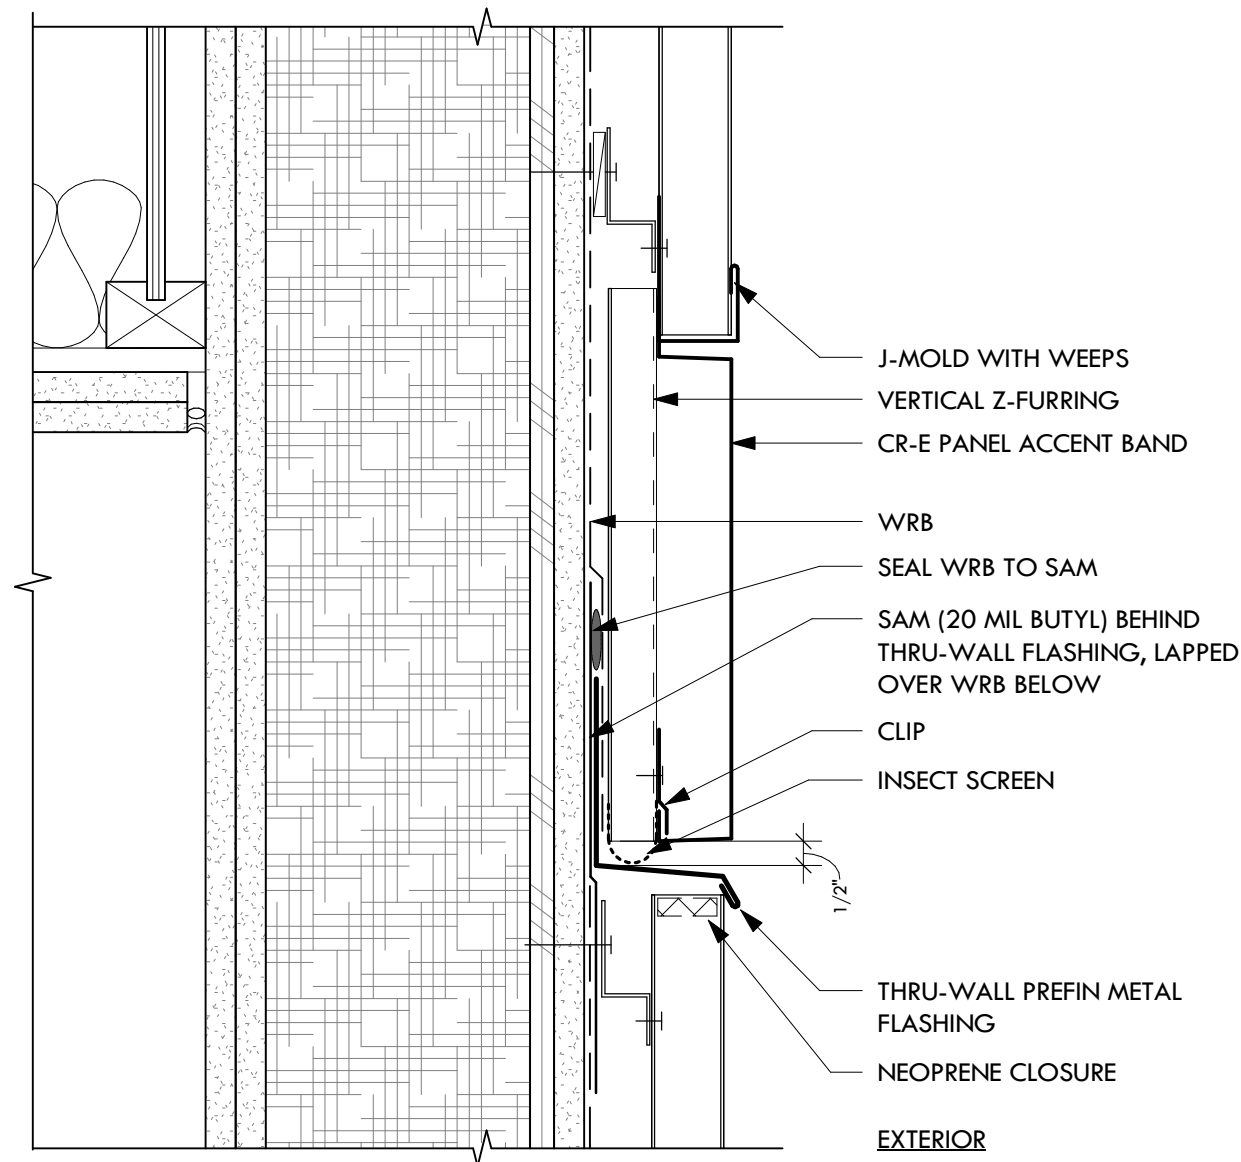 J-MOLD WITH WEEPS
VERTICAL Z-FURRING
CR-E PANEL ACCENT BAND
WRB
SEAL WRB TO SAM
SAM (20 MIL BUTYL) BEHIND
THRU-WALL FLASHING, LAPPED
OVER WRB BELOW
CLIP
INSECT SCREEN
1/2"
THRU-WALL PREFIN METAL
FLASHING
NEOPRENE CLOSURE
EXTERIOR